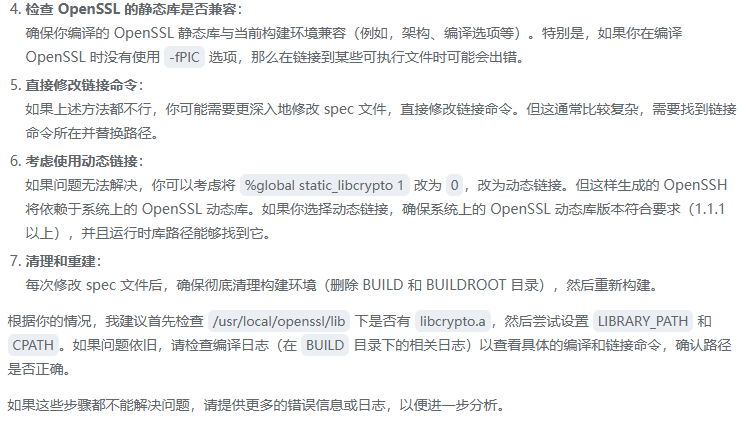 4. 检查 OpenSSL 的静态库是否兼容：
确保你编译的 OpenSSL 静态库与当前构建环境兼容（例如，架构、编译选项等）。特别是，如果你在编译
OpenSSL 时没有使用 -fPIC 选项，那么在链接到某些可执行文件时可能会出错。
5. 直接修改链接命令：
如果上述方法都不行，你可能需要更深入地修改 spec 文件，直接修改链接命令。但这通常比较复杂，需要找到链接
命令所在并替换路径。
6. 考虑使用动态链接：
如果问题无法解决，你可以考虑将 %global static_libcrypto 1 改为 0，改为动态链接。但这样生成的 OpenSSH
将依赖于系统上的 OpenSSL 动态库。如果你选择动态链接，确保系统上的 OpenSSL 动态库版本符合要求（1.1.1
以上），并且运行时库路径能够找到它。
7. 清理和重建：
每次修改 spec 文件后，确保彻底清理构建环境（删除 BUILD 和 BUILDROOT 目录），然后重新构建。
根据你的情况，我建议首先检查 /usr/local/openssl/lib 下是否有 libcrypto.a，然后尝试设置 LIBRARY_PATH 和
CPATH。如果问题依旧，请检查编译日志（在 BUILD 目录下的相关日志）以查看具体的编译和链接命令，确认路径
是否正确。
如果这些步骤都不能解决问题，请提供更多的错误信息或日志，以便进一步分析。